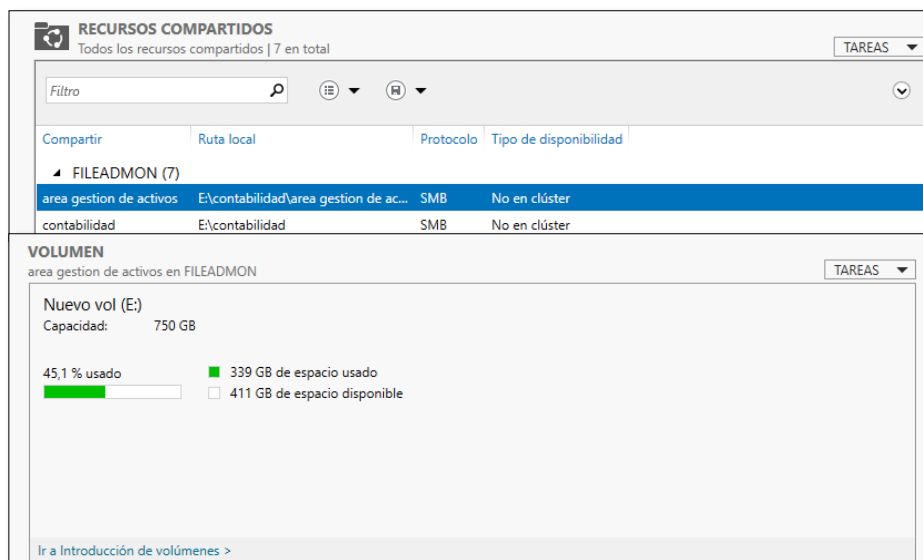 RECURSOS COMPARTIDOS
Todos los recursos compartidos | 7 en total
TAREAS
Filtro
Compartir Ruta local Protocolo Tipo de disponibilidad
FILEADMON (7)
area gestion de activos E:\contabilidad\area gestion de ac... SMB No en clúster
contabilidad E:\contabilidad SMB No en clúster
VOLUMEN
area gestion de activos en FILEADMON
TAREAS
Nuevo vol (E:)
Capacidad: 750 GB
45,1 % usado 339 GB de espacio usado
411 GB de espacio disponible
Ir a Introducción de volúmenes >